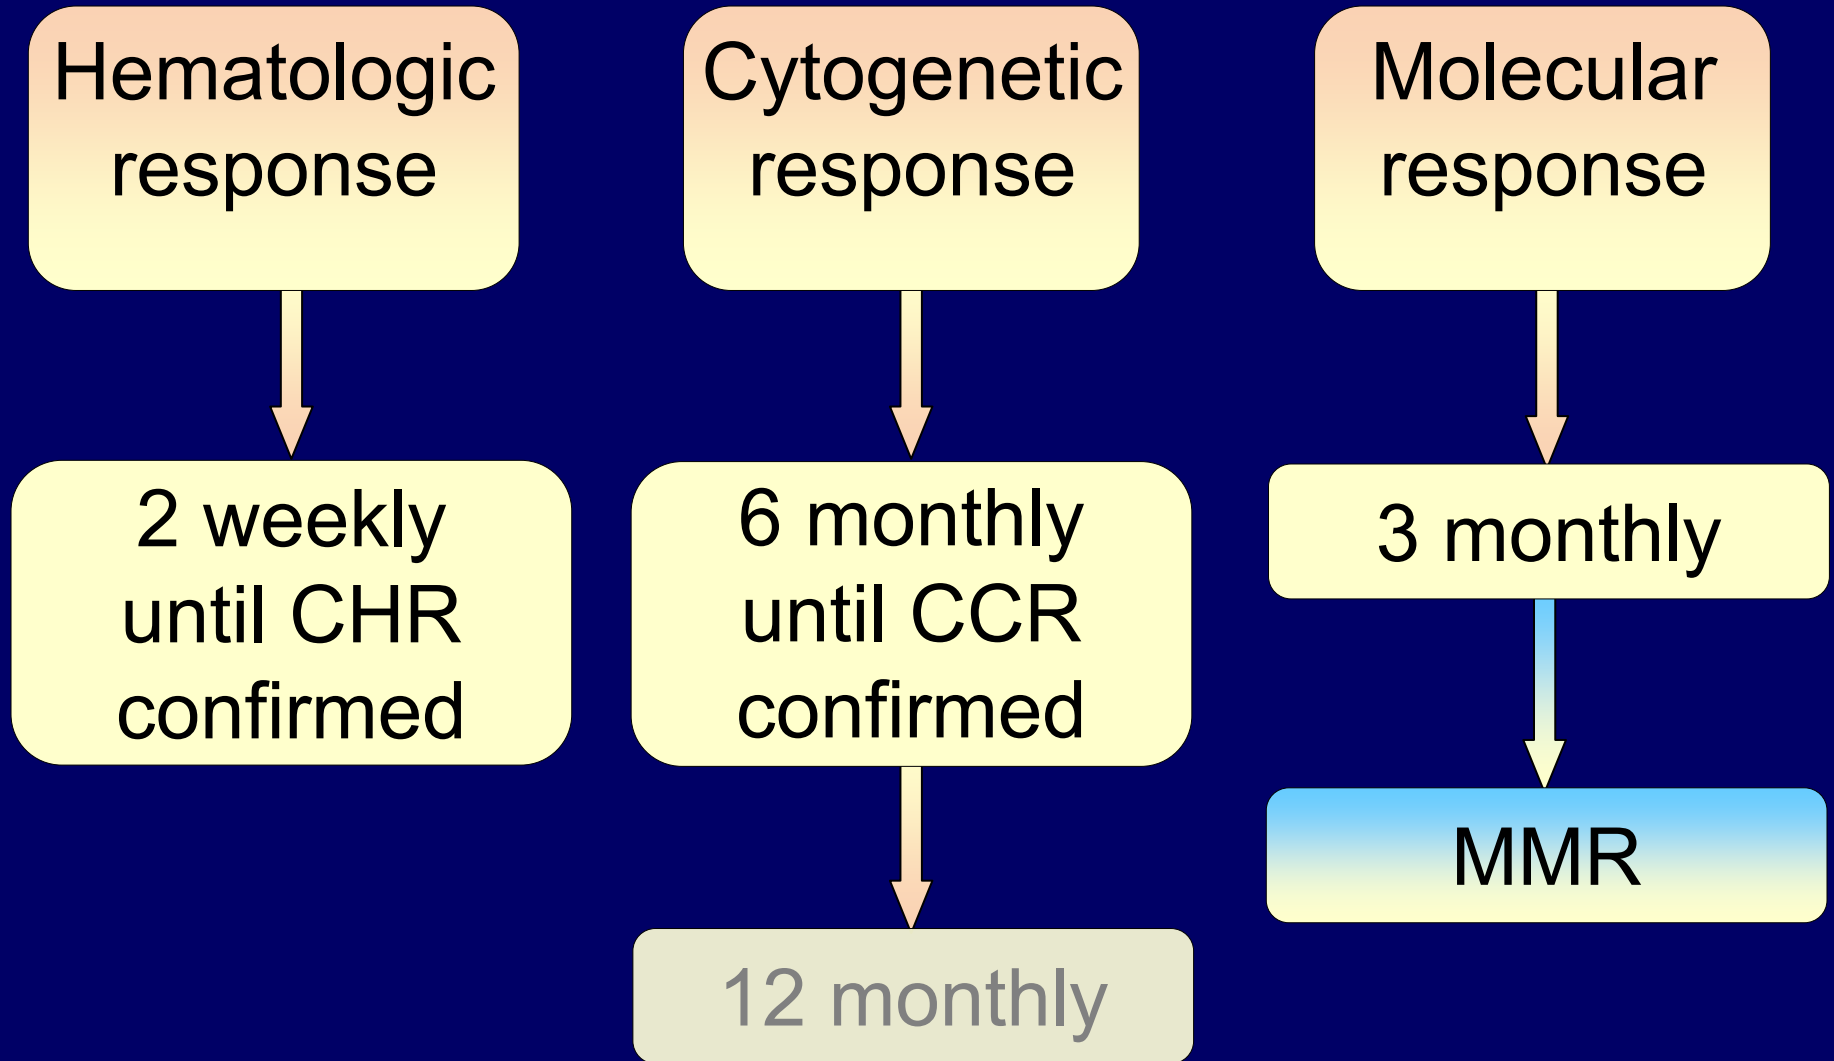 Hematologic
response
Cytogenetic
response
Molecular
response
2 weekly
until CHR
confirmed
6 monthly
until CCR
confirmed
3 monthly
MMR
12 monthly